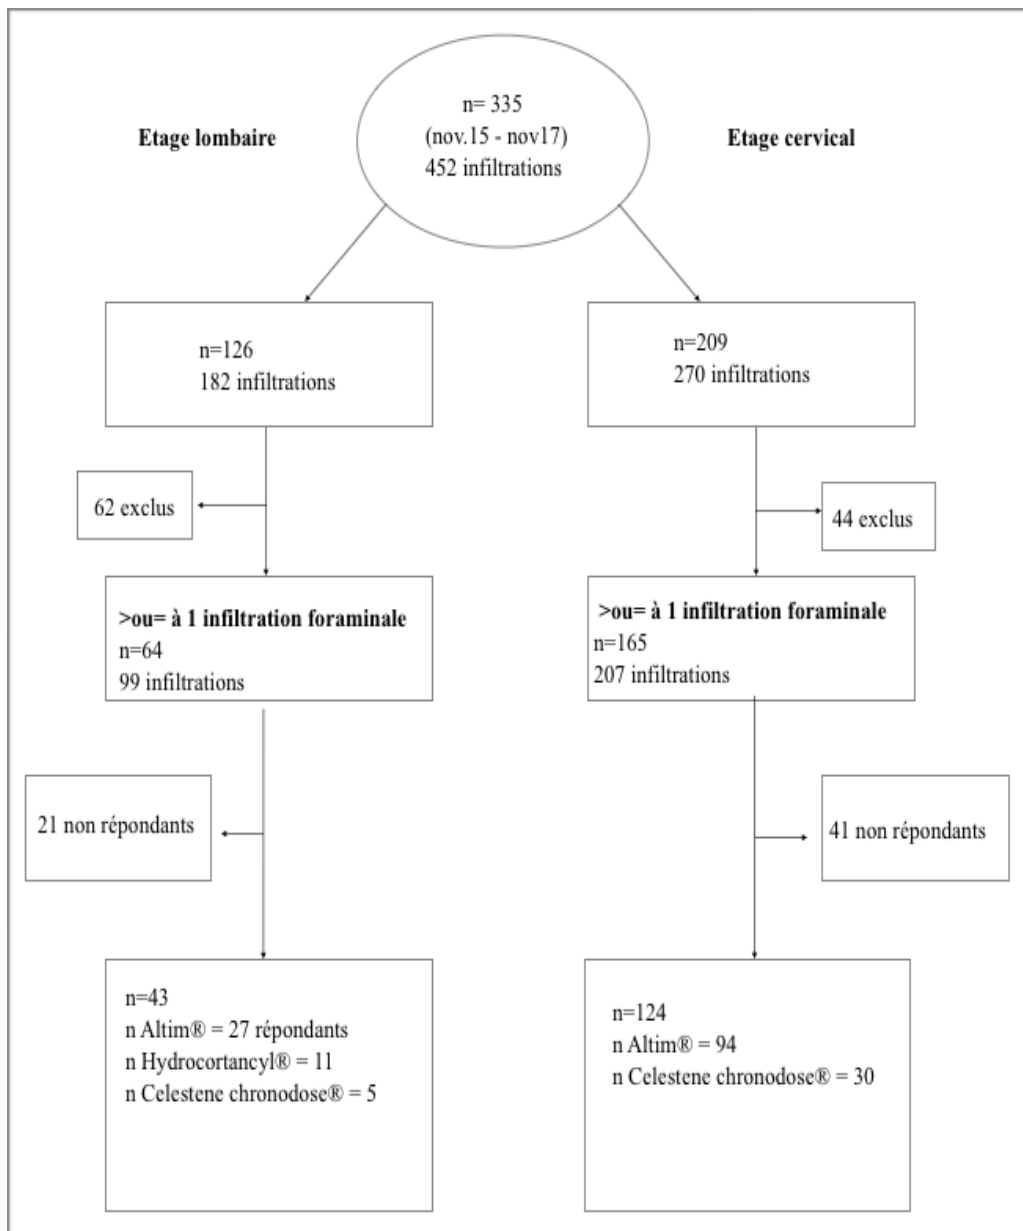 n= 335
(nov.15 - nov17)
452 infiltrations
Etage lombaire
Etage cervical
n=126
182 infiltrations
n=209
270 infiltrations
62 exclus
44 exclus
>ou= à 1 infiltration foraminale
n=64
99 infiltrations
>ou= à 1 infiltration foraminale
n=165
207 infiltrations
21 non répondants
41 non répondants
n=43
n Altim® = 27 répondants
n Hydrocortancyl® = 11
n Celestene chronodose® = 5
n=124
n Altim® = 94
n Celestene chronodose® = 30